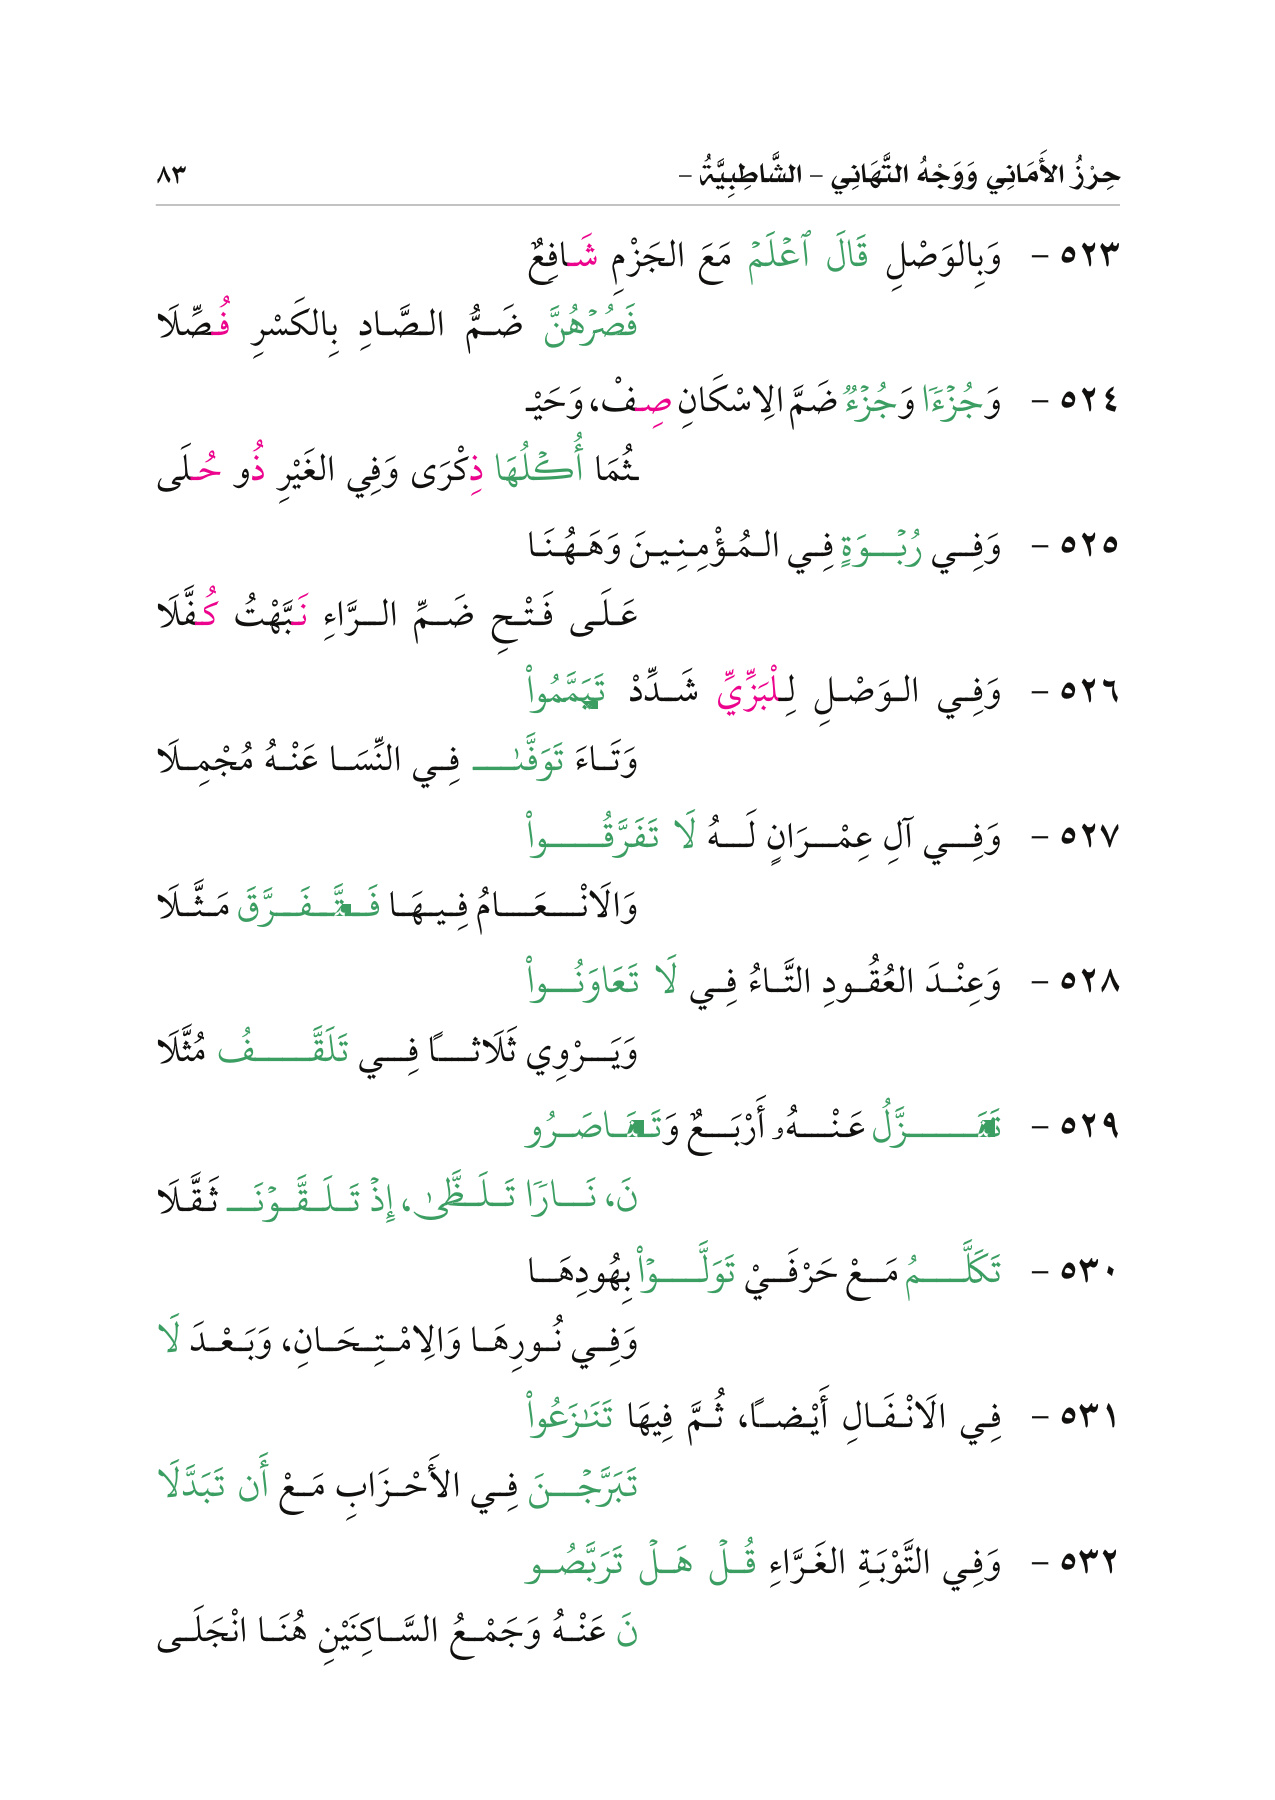 حِرْزُ الأَمَانِي وَوَجْهُ التَّهَانِي – الشَّاطِبِيَّةُ – ٨٣
٥٢٣ – وَبِالوَصْلِ قَالَ ٱعْلَمْ مَعَ الجَزْمِ شَافِعٌ
فَصُرْهُنَّ ضَمُّ الصَّادِ بِالكَسْرِ فُصِّلَا
٥٢٤ – وَجُزْءًا وَجُزْءٌ ضَمَّ الِاسْكَانِ صِفْ، وَحَيْـ
ـثُمَا أُكْلُهَا ذِكْرَى وَفِي الغَيْرِ ذُو حُلَى
٥٢٥ – وَفِي رُبْوَةٍ فِي الـمُؤْمِنِينَ وَهَهُنَا
عَلَى فَتْحِ ضَمِّ الرَّاءِ نَبَّهْتُ كُفَّلَا
٥٢٦ – وَفِي الوَصْلِ لِلْبَزِّيِّ شَدِّدْ تَيَمَّمُواْ
وَتَاءَ تَوَفَّىٰ فِي النِّسَا عَنْهُ مُجْمِلَا
٥٢٧ – وَفِي آلِ عِمْرَانٍ لَهُ لَا تَفَرَّقُواْ
وَالَانْعَامُ فِيهَا فَتَّفَرَّقَ مَثَّلَا
٥٢٨ – وَعِنْدَ العُقُودِ التَّاءُ فِي لَا تَعَاوَنُواْ
وَيَرْوِي ثَلَاثًا فِي تَلَقَّفُ مُثَّلَا
٥٢٩ – تَنَزَّلُ عَنْهُۥ أَرْبَعٌ وَتَنَاصَرُو
نَ، نَارًا تَلَظَّىٰ، إِذْ تَلَقَّوْنَ ثَقَّلَا
٥٣٠ – تَكَلَّمُ مَعْ حَرْفَيْ تَوَلَّوْاْ بِهُودِهَا
وَفِي نُورِهَا وَالِامْتِحَانِ، وَبَعْدَ لَا
٥٣١ – فِي الَانْفَالِ أَيْضًا، ثُمَّ فِيهَا تَنَٰزَعُواْ
تَبَرَّجْنَ فِي الأَحْزَابِ مَعْ أَن تَبَدَّلَا
٥٣٢ – وَفِي التَّوْبَةِ الغَرَّاءِ قُلْ هَلْ تَرَبَّصُو
نَ عَنْهُ وَجَمْعُ السَّاكِنَيْنِ هُنَا انْجَلَى